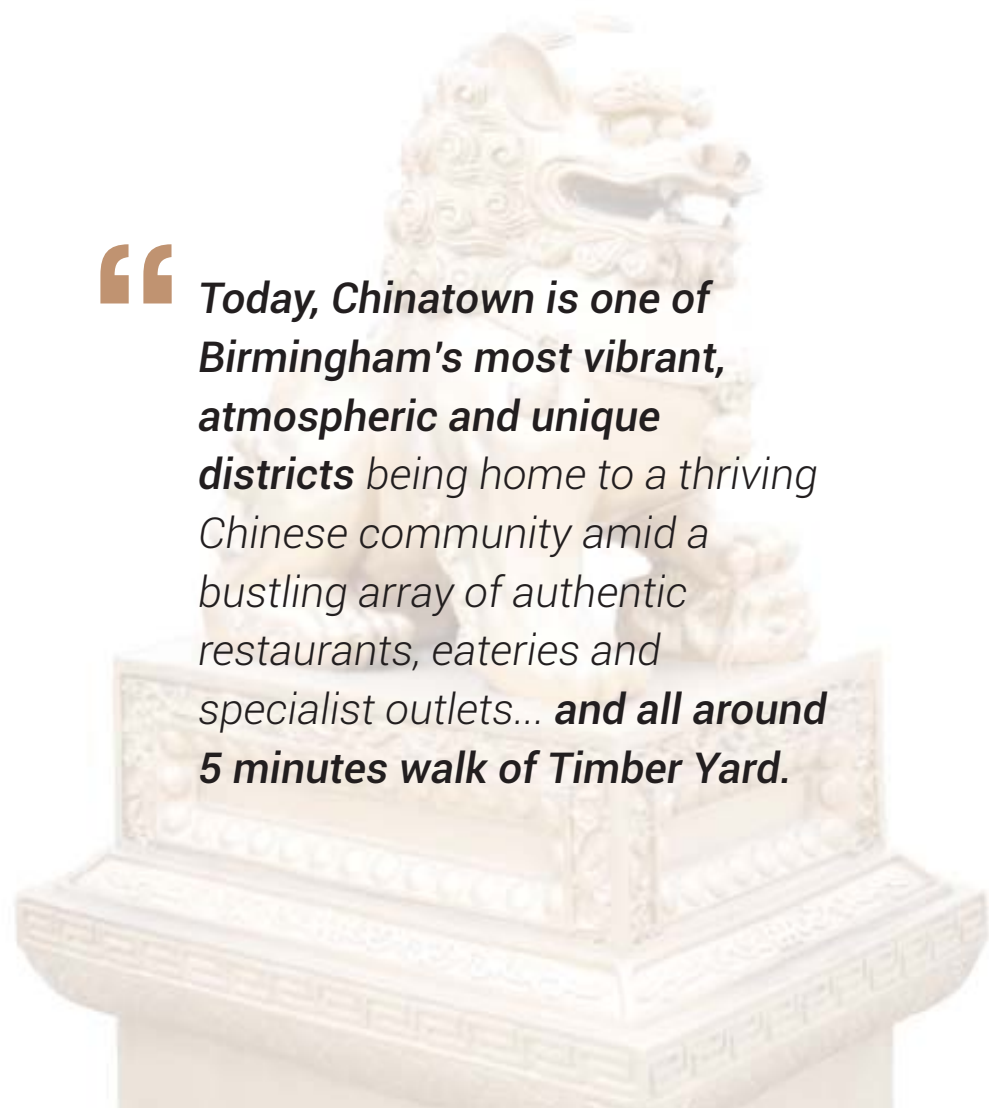 “
Today, Chinatown is one of
Birmingham's most vibrant,
atmospheric and unique
districts being home to a thriving
Chinese community amid a
bustling array of authentic
restaurants, eateries and
specialist outlets... and all around
5 minutes walk of Timber Yard.